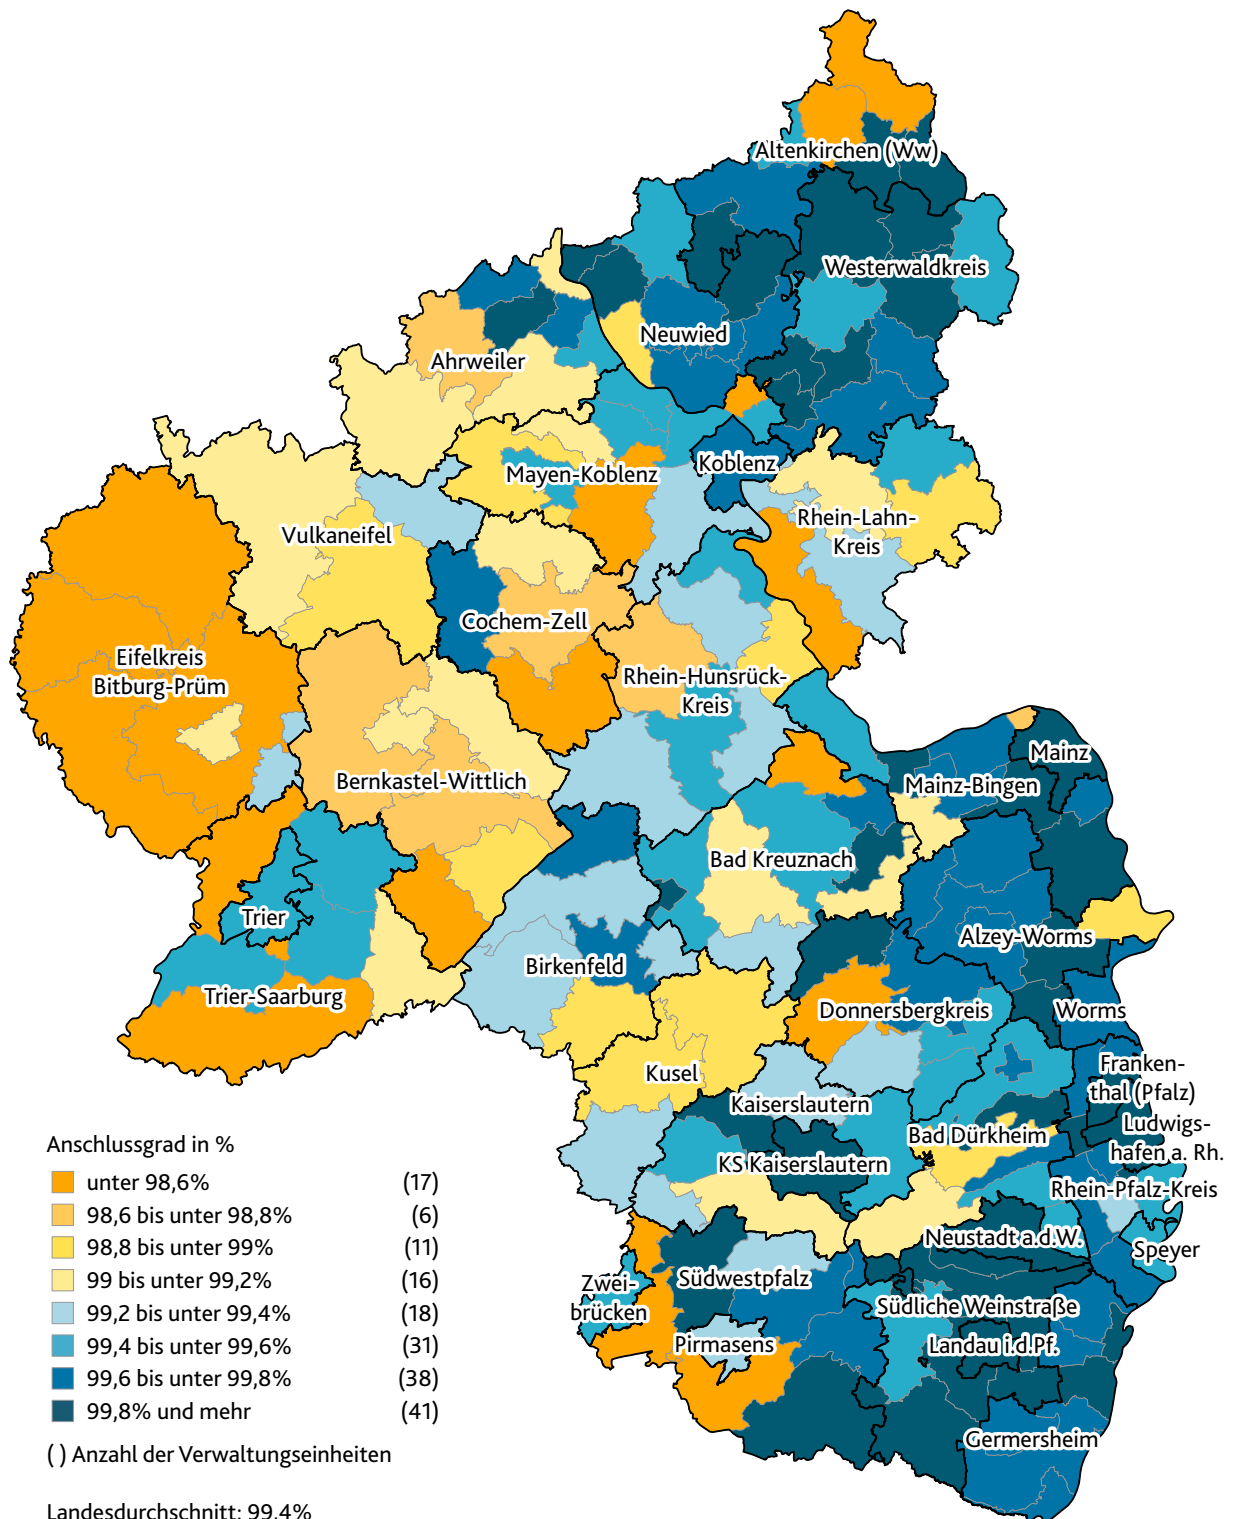 Altenkirchen (Ww)
Westerwaldkreis
Neuwied
Ahrweiler
Mayen-Koblenz
Koblenz
Rhein-Lahn-
Kreis
Vulkaneifel
Cochem-Zell
Eifelkreis
Bitburg-Prüm
Rhein-Hunsrück-
Kreis
Mainz
Mainz-Bingen
Bernkastel-Wittlich
Bad Kreuznach
Trier
Alzey-Worms
Birkenfeld
Trier-Saarburg
Donnersbergkreis
Worms
Kusel
Franken-
thal (Pfalz)
Kaiserslautern
Ludwigs-
hafen a. Rh.
Bad Dürkheim
KS Kaiserslautern
Rhein-Pfalz-Kreis
Neustadt a.d.W.
Speyer
Zwei-
brücken
Südwestpfalz
Südliche Weinstraße
Pirmasens
Landau i.d.Pf.
Germersheim
Anschlussgrad in %
unter 98,6% (17)
98,6 bis unter 98,8% (6)
98,8 bis unter 99% (11)
99 bis unter 99,2% (16)
99,2 bis unter 99,4% (18)
99,4 bis unter 99,6% (31)
99,6 bis unter 99,8% (38)
99,8% und mehr (41)
( ) Anzahl der Verwaltungseinheiten
Landesdurchschnitt: 99,4%